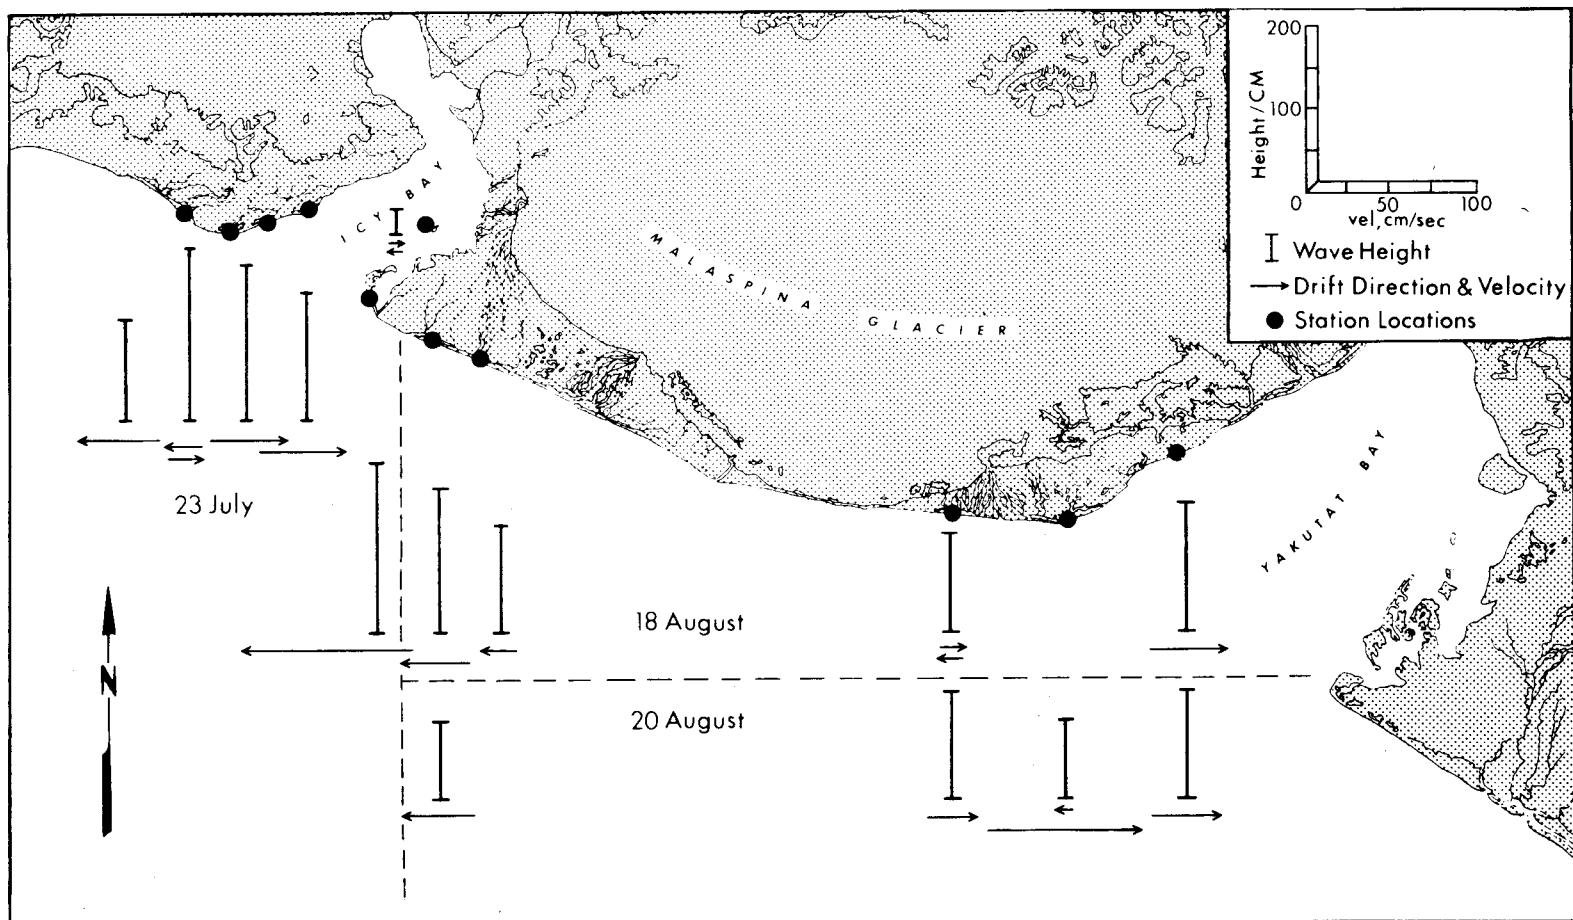 200
100
Height/CM
0
50
100
vel, cm/sec
Wave Height
Drift Direction & Velocity
Station Locations
ICY BAY
MALASPINA
GLACIER
YAKUTAT BAY
23 July
18 August
20 August
N